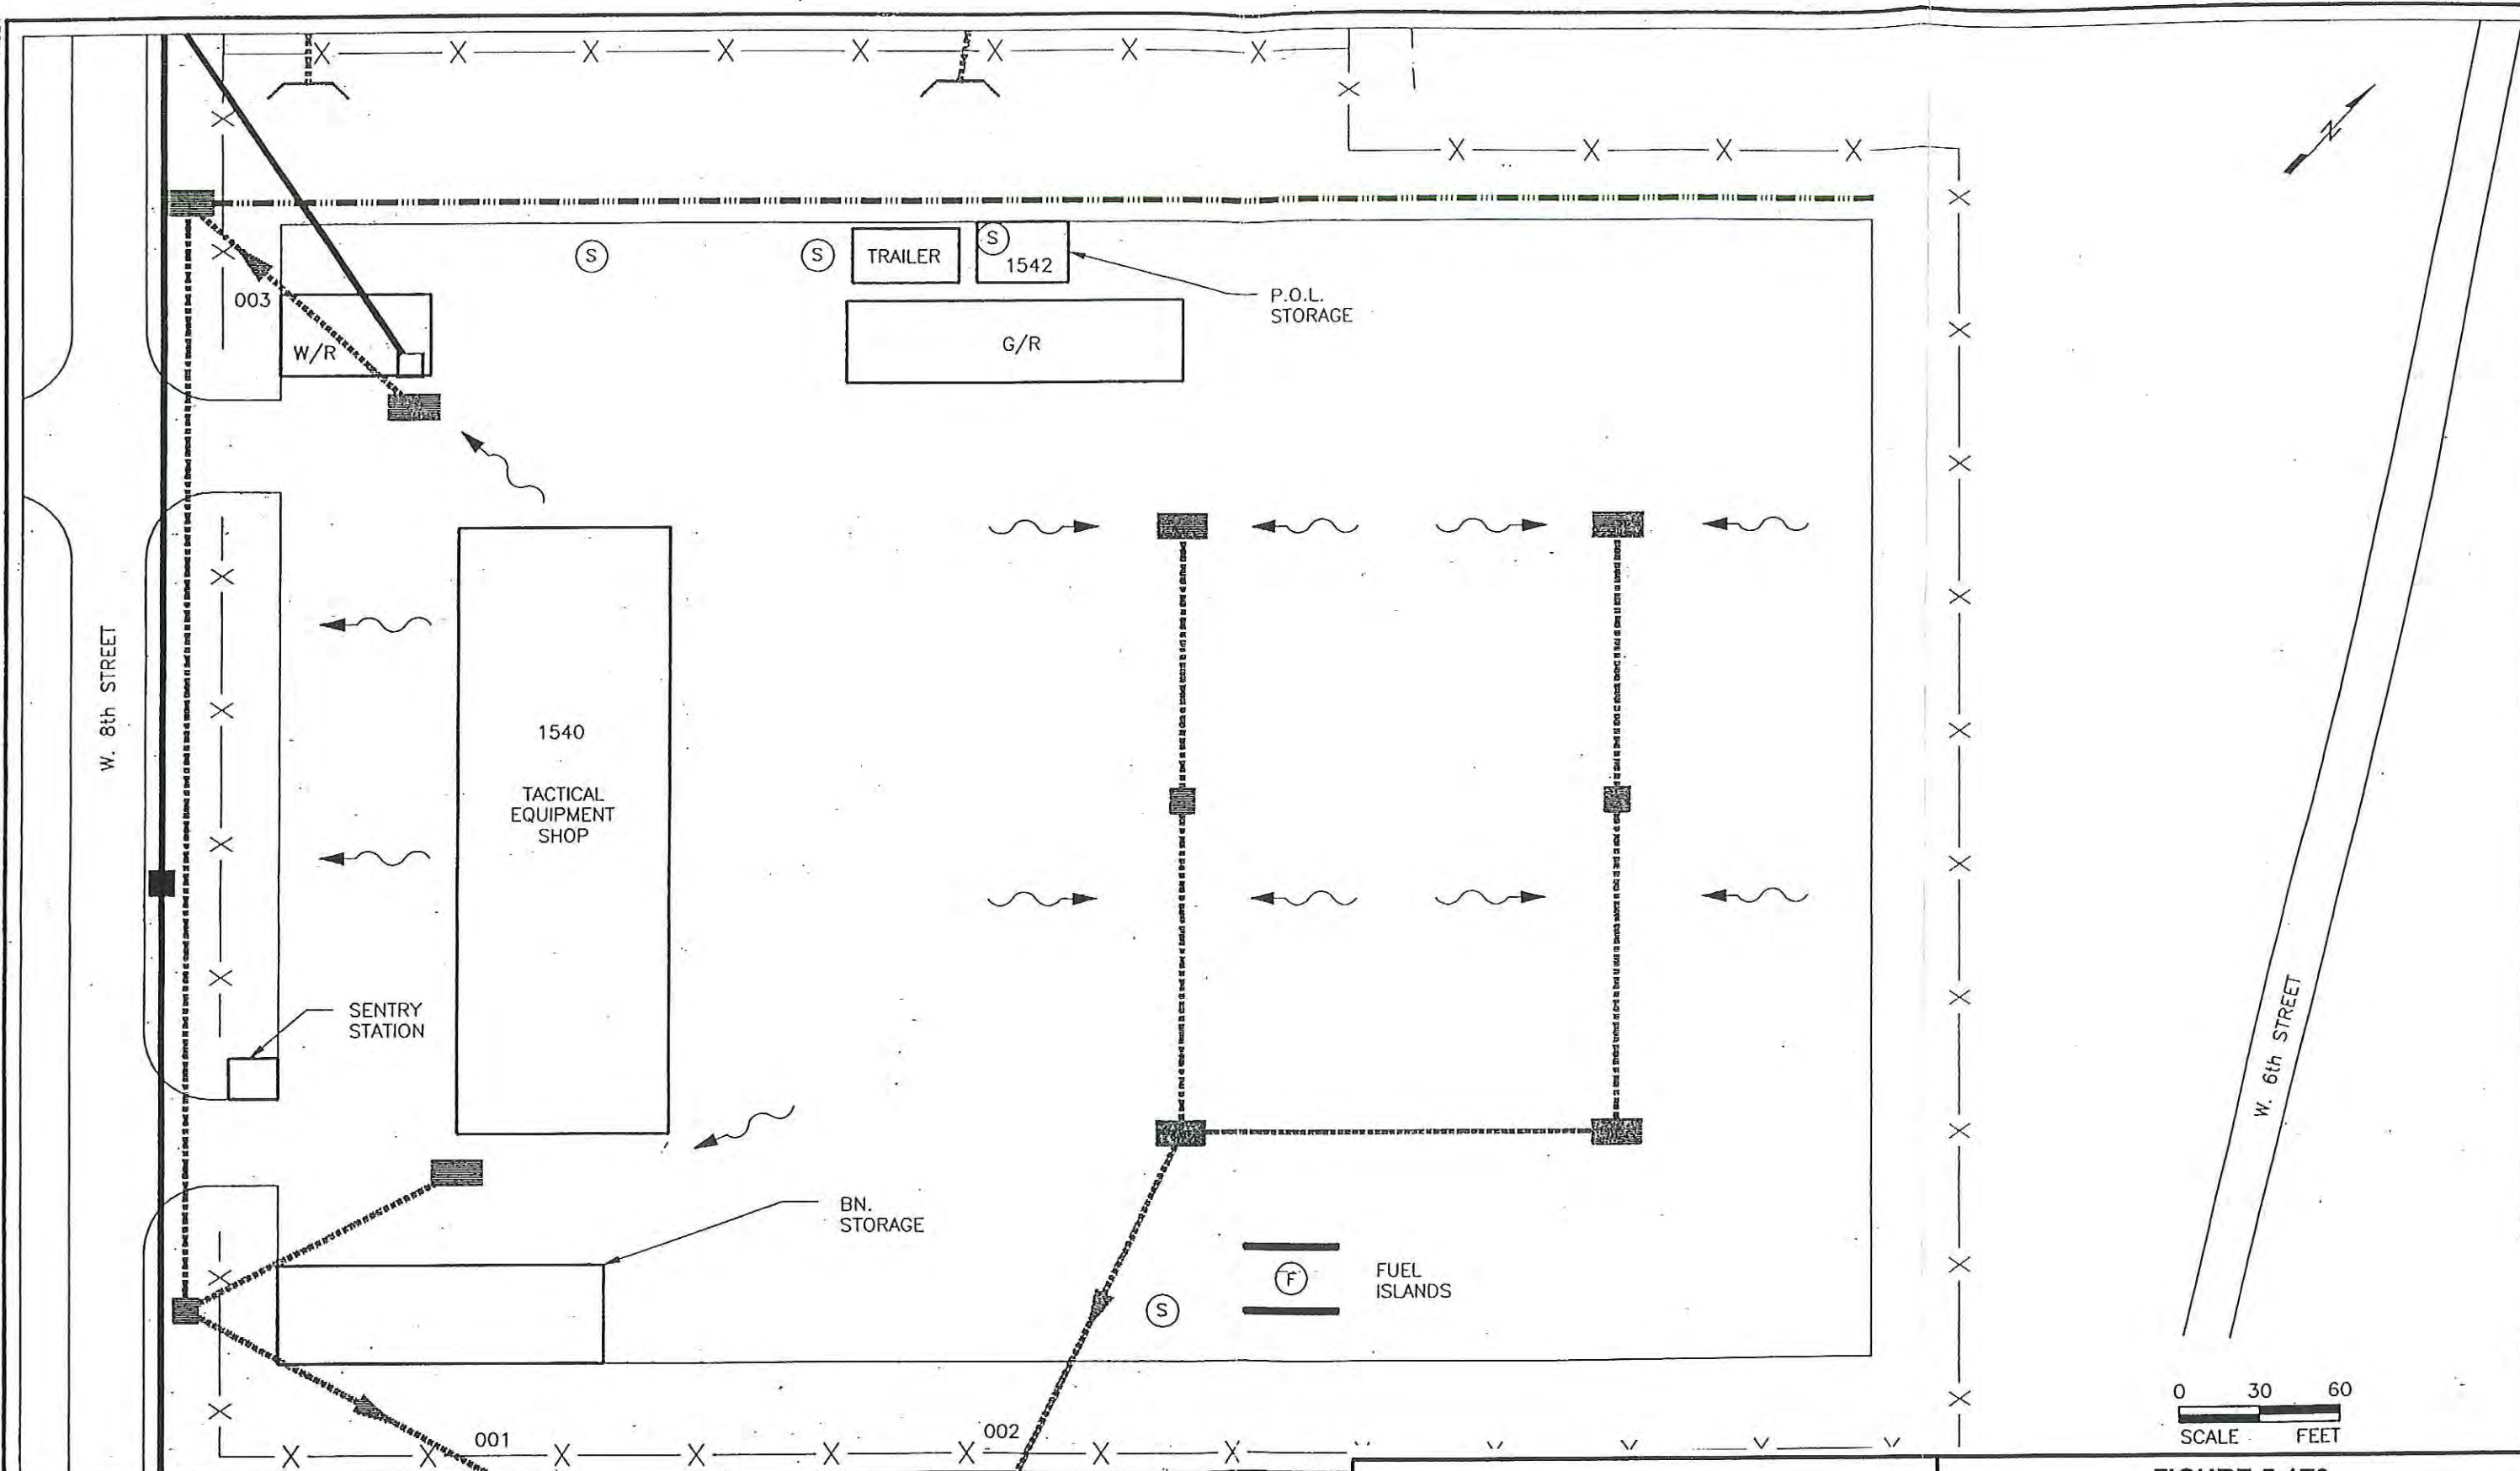 N
S
S
TRAILER
S
1542
P.O.L.
STORAGE
003
W/R
G/R
W. 8th STREET
1540
TACTICAL
EQUIPMENT
SHOP
SENTRY
STATION
W. 6th STREET
BN.
STORAGE
F
FUEL
ISLANDS
S
0 30 60
SCALE FEET
001
002